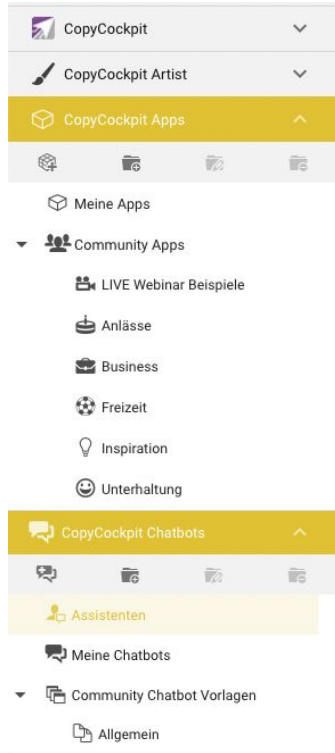 CopyCockpit
CopyCockpit Artist
CopyCockpit Apps
Meine Apps
Community Apps
LIVE Webinar Beispiele
Anlässe
Business
Freizeit
Inspiration
Unterhaltung
CopyCockpit Chatbots
Assistenten
Meine Chatbots
Community Chatbot Vorlagen
Allgemein